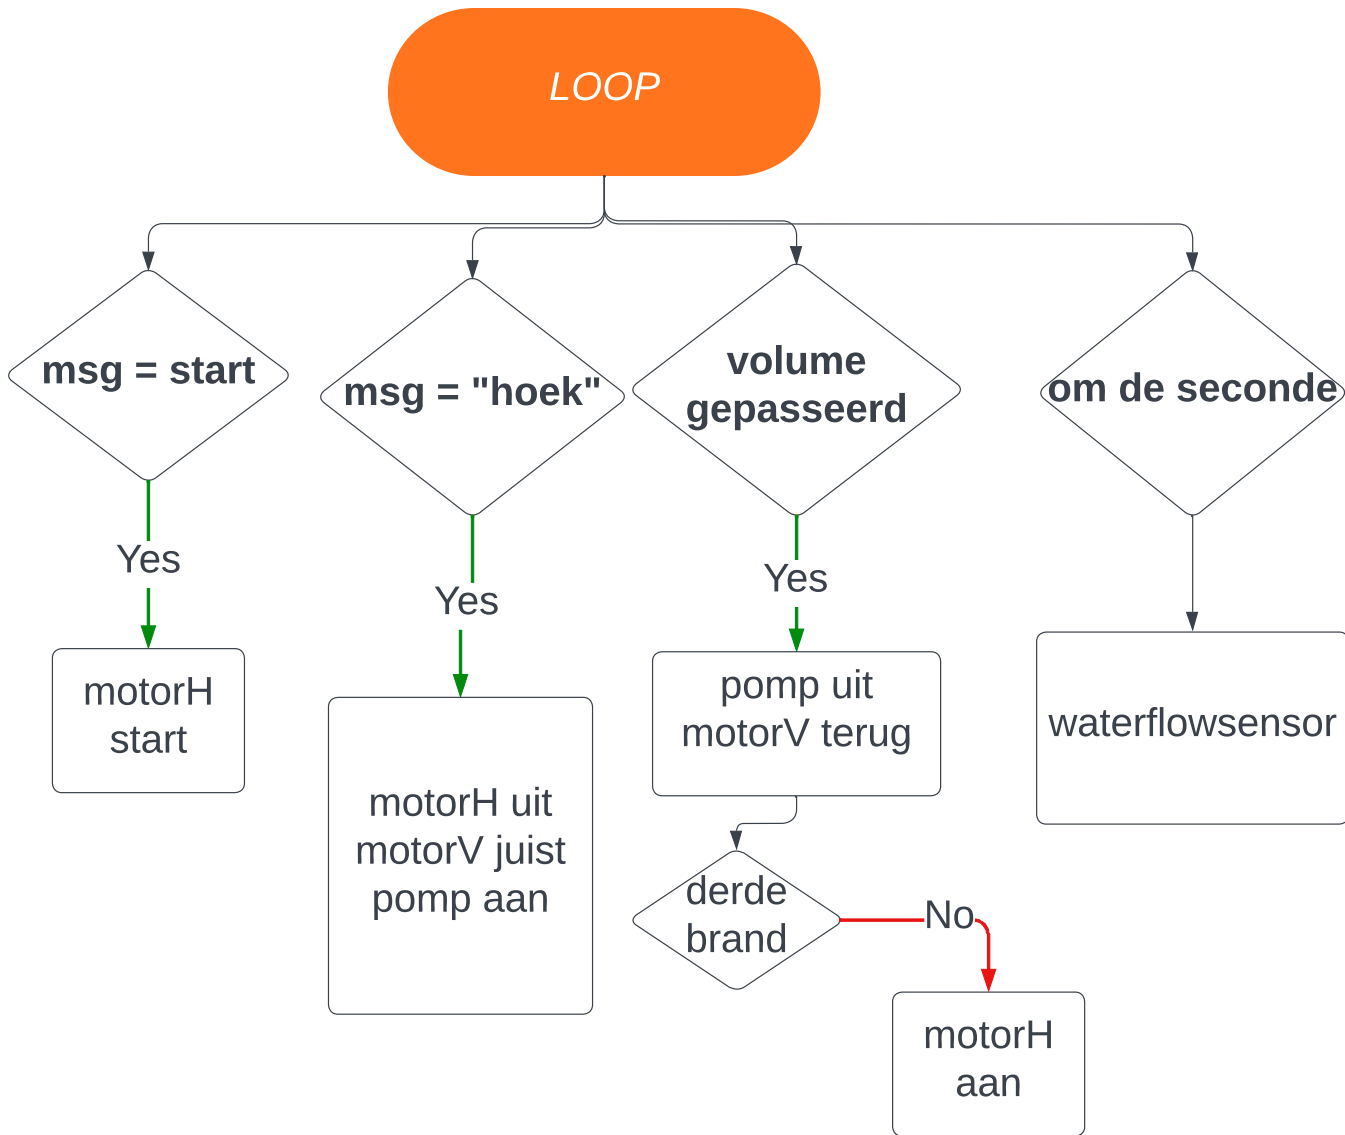 LOOP
msg = start
msg = "hoek"
volume
gepasseerd
om de seconde
Yes
Yes
Yes
motorH
start
motorH uit
motorV juist
pomp aan
pomp uit
motorV terug
waterflowsensor
derde
brand
No
motorH
aan